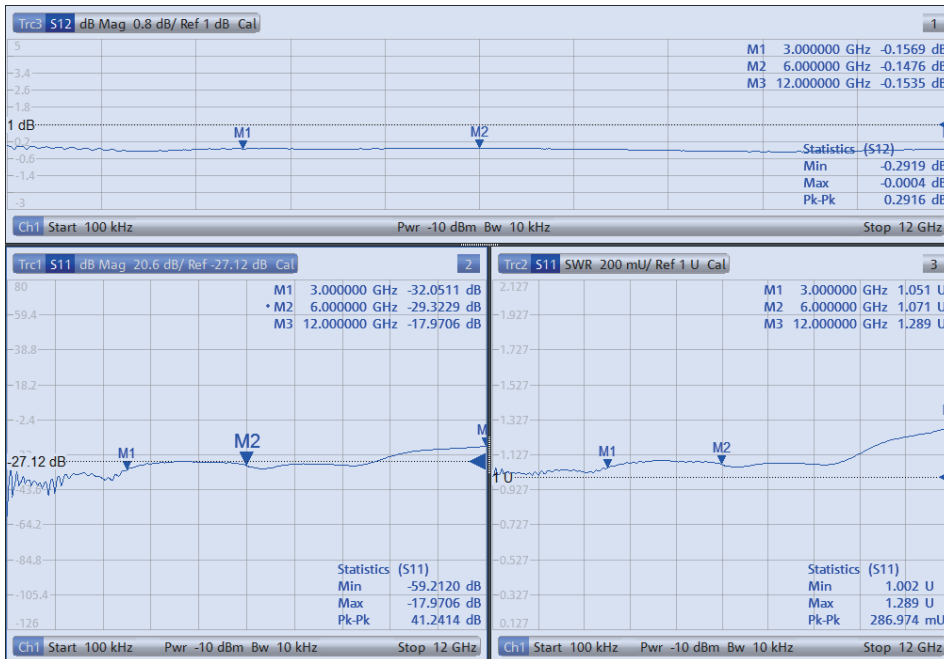 Trc3 S12 dB Mag 0.8 dB/ Ref 1 dB Cal
1
5
-3.4
-2.6
-1.8
1 dB
-0.2
-0.6
-1.4
-3
M1
M2
M1 3.000000 GHz -0.1569 dB
M2 6.000000 GHz -0.1476 dB
M3 12.000000 GHz -0.1535 dB
Statistics (S12)
Min -0.2919 dB
Max -0.0004 dB
Pk-Pk 0.2916 dB
Ch1 Start 100 kHz Pwr -10 dBm Bw 10 kHz Stop 12 GHz
Trc1 S11 dB Mag 20.6 dB/ Ref -27.12 dB Cal
2
80
59.4
38.8
18.2
-2.4
-27.12 dB
-43.6
-64.2
-84.8
-105.4
-126
M1
M2
M
M1 3.000000 GHz -32.0511 dB
• M2 6.000000 GHz -29.3229 dB
M3 12.000000 GHz -17.9706 dB
Statistics (S11)
Min -59.2120 dB
Max -17.9706 dB
Pk-Pk 41.2414 dB
Ch1 Start 100 kHz Pwr -10 dBm Bw 10 kHz Stop 12 GHz
Trc2 S11 SWR 200 mU/ Ref 1 U Cal
3
2.127
1.927
1.727
1.527
1.327
1.127
1 U
0.927
0.727
0.527
0.327
0.127
M1
M2
M1 3.000000 GHz 1.051 U
M2 6.000000 GHz 1.071 U
M3 12.000000 GHz 1.289 U
Statistics (S11)
Min 1.002 U
Max 1.289 U
Pk-Pk 286.974 mU
Ch1 Start 100 kHz Pwr -10 dBm Bw 10 kHz Stop 12 GHz